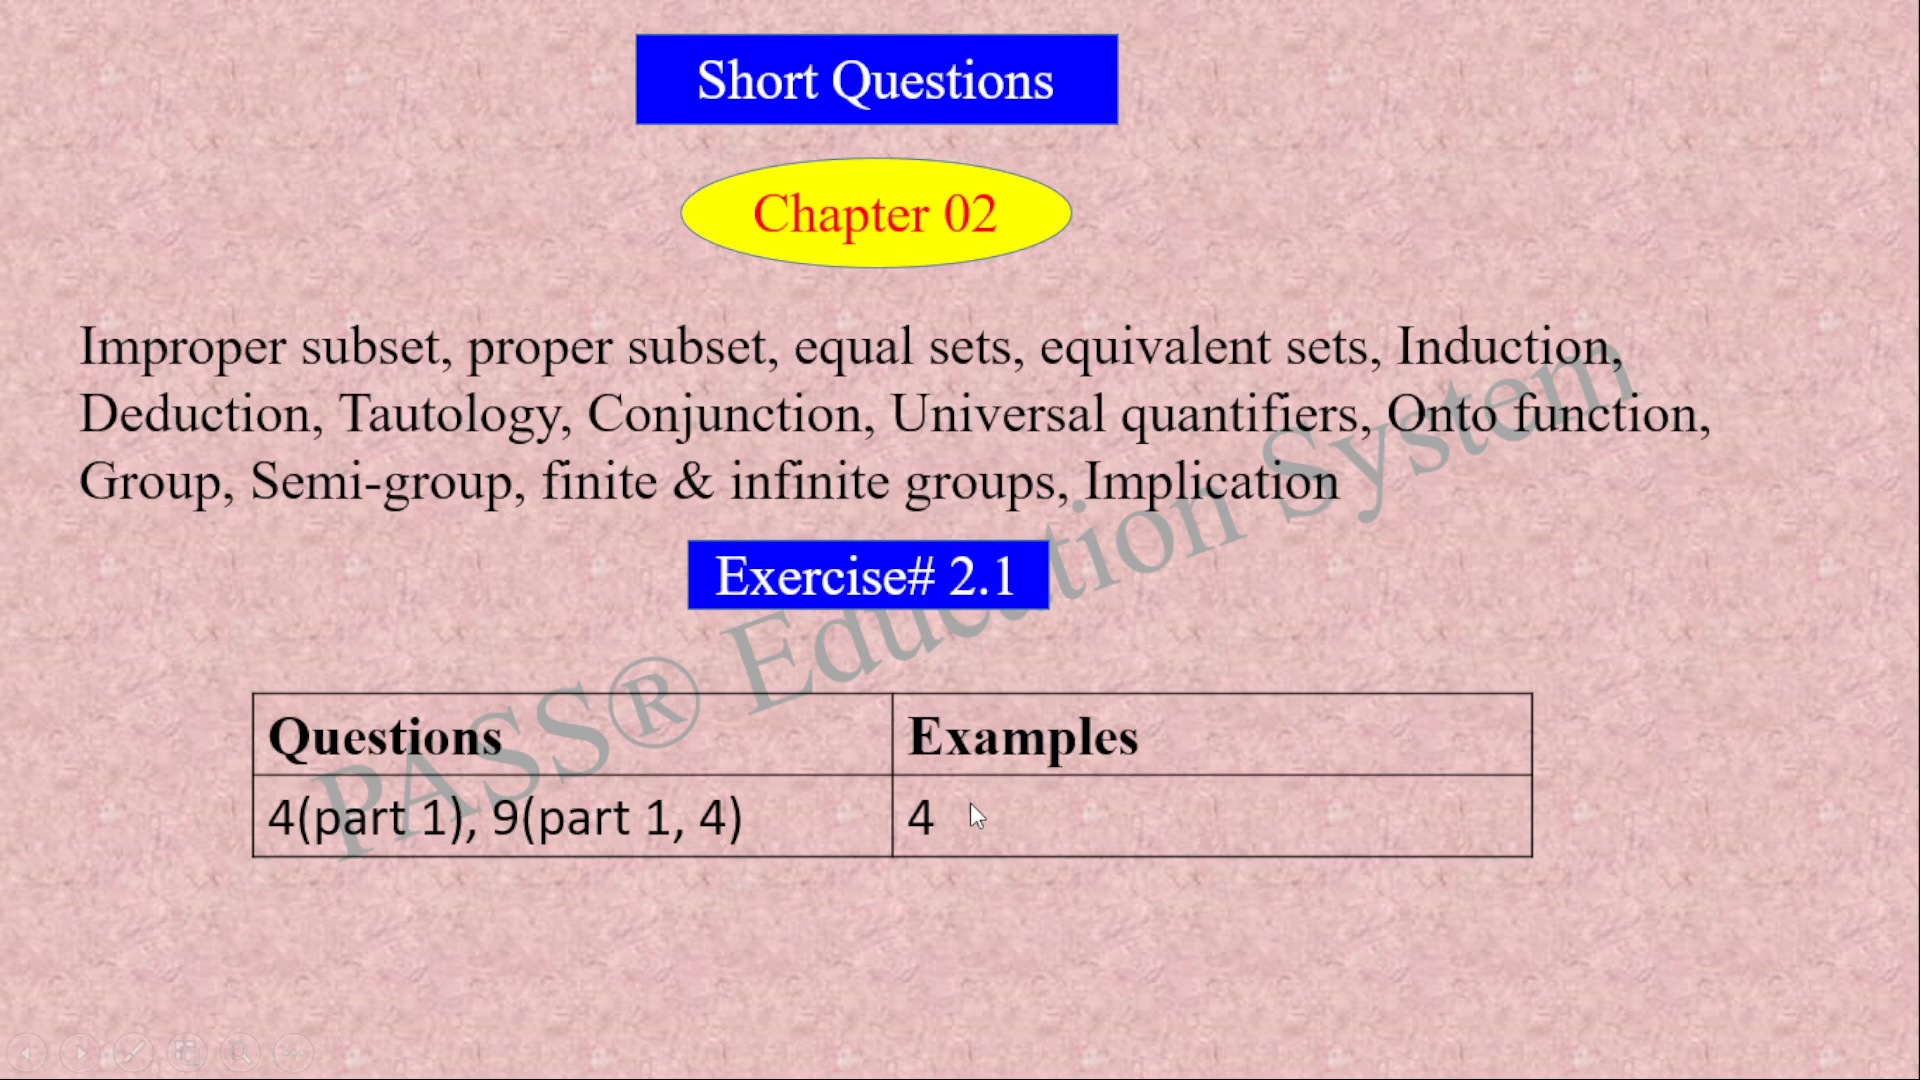 Short Questions
Chapter 02
Improper subset, proper subset, equal sets, equivalent sets, Induction,
Deduction, Tautology, Conjunction, Universal quantifiers, Onto function,
Group, Semi-group, finite & infinite groups, Implication
Exercise# 2.1
PASS® Education System
Questions Examples
4(part 1), 9(part 1, 4) 4